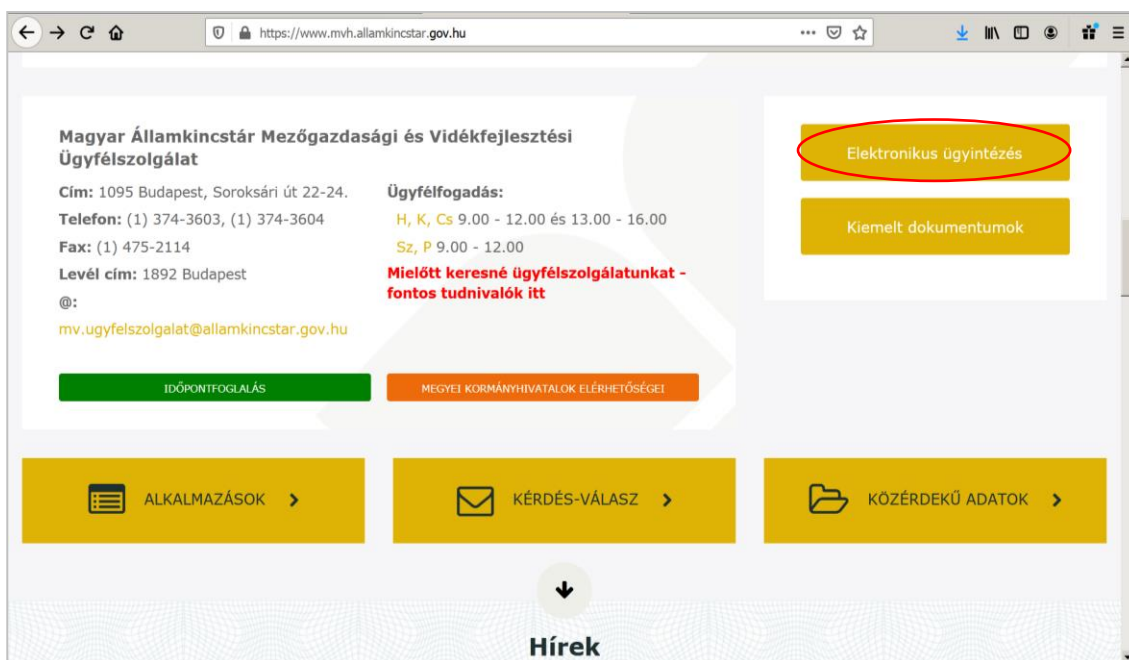 https://www.mvh.allamkincstar.gov.hu
Magyar Államkincstár Mezőgazdasági és Vidékfejlesztési
Ügyfélszolgálat
Cím: 1095 Budapest, Soroksári út 22-24.
Telefon: (1) 374-3603, (1) 374-3604
Fax: (1) 475-2114
Levél cím: 1892 Budapest
@:
mv.ugyfelszolgalat@allamkincstar.gov.hu
Ügyfélfogadás:
H, K, Cs 9.00 - 12.00 és 13.00 - 16.00
Sz, P 9.00 - 12.00
Mielőtt keresné ügyfélszolgálatunkat -
fontos tudnivalók itt
IDŐPONTFOGLALÁS
MEGYEI KORMÁNYHIVATALOK ELÉRHETŐSÉGEI
Elektronikus ügyintézés
Kiemelt dokumentumok
ALKALMAZÁSOK
KÉRDÉS-VÁLASZ
KÖZÉRDEKŰ ADATOK
Hírek